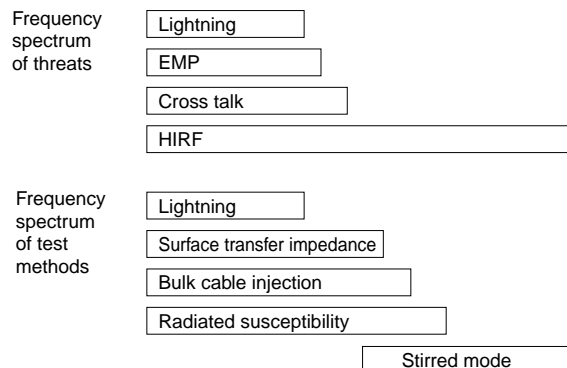 Frequency
spectrum
of threats
Lightning
EMP
Cross talk
HIRF
Frequency
spectrum
of test
methods
Lightning
Surface transfer impedance
Bulk cable injection
Radiated susceptibility
Stirred mode